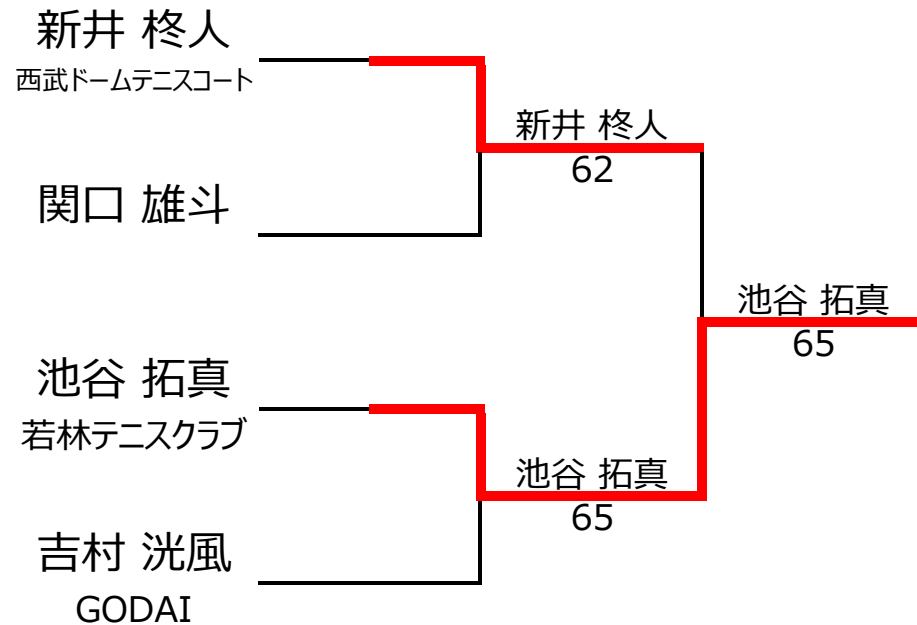 新井 柊人
西武ドームテニスコート
新井 柊人
62
関口 雄斗
池谷 拓真
65
池谷 拓真
若林テニスクラブ
池谷 拓真
65
吉村 洸風
GODAI